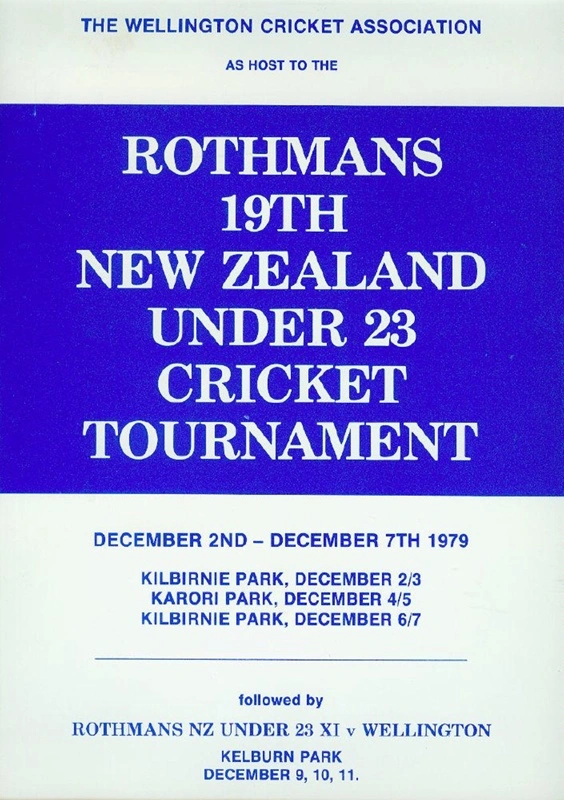 THE WELLINGTON CRICKET ASSOCIATION
AS HOST TO THE
ROTHMANS
19TH
NEW ZEALAND
UNDER 23
CRICKET
TOURNAMENT
DECEMBER 2ND – DECEMBER 7TH 1979
KILBIRNIE PARK, DECEMBER 2/3
KARORI PARK, DECEMBER 4/5
KILBIRNIE PARK, DECEMBER 6/7
followed by
ROTHMANS NZ UNDER 23 XI v WELLINGTON
KELBURN PARK
DECEMBER 9, 10, 11.